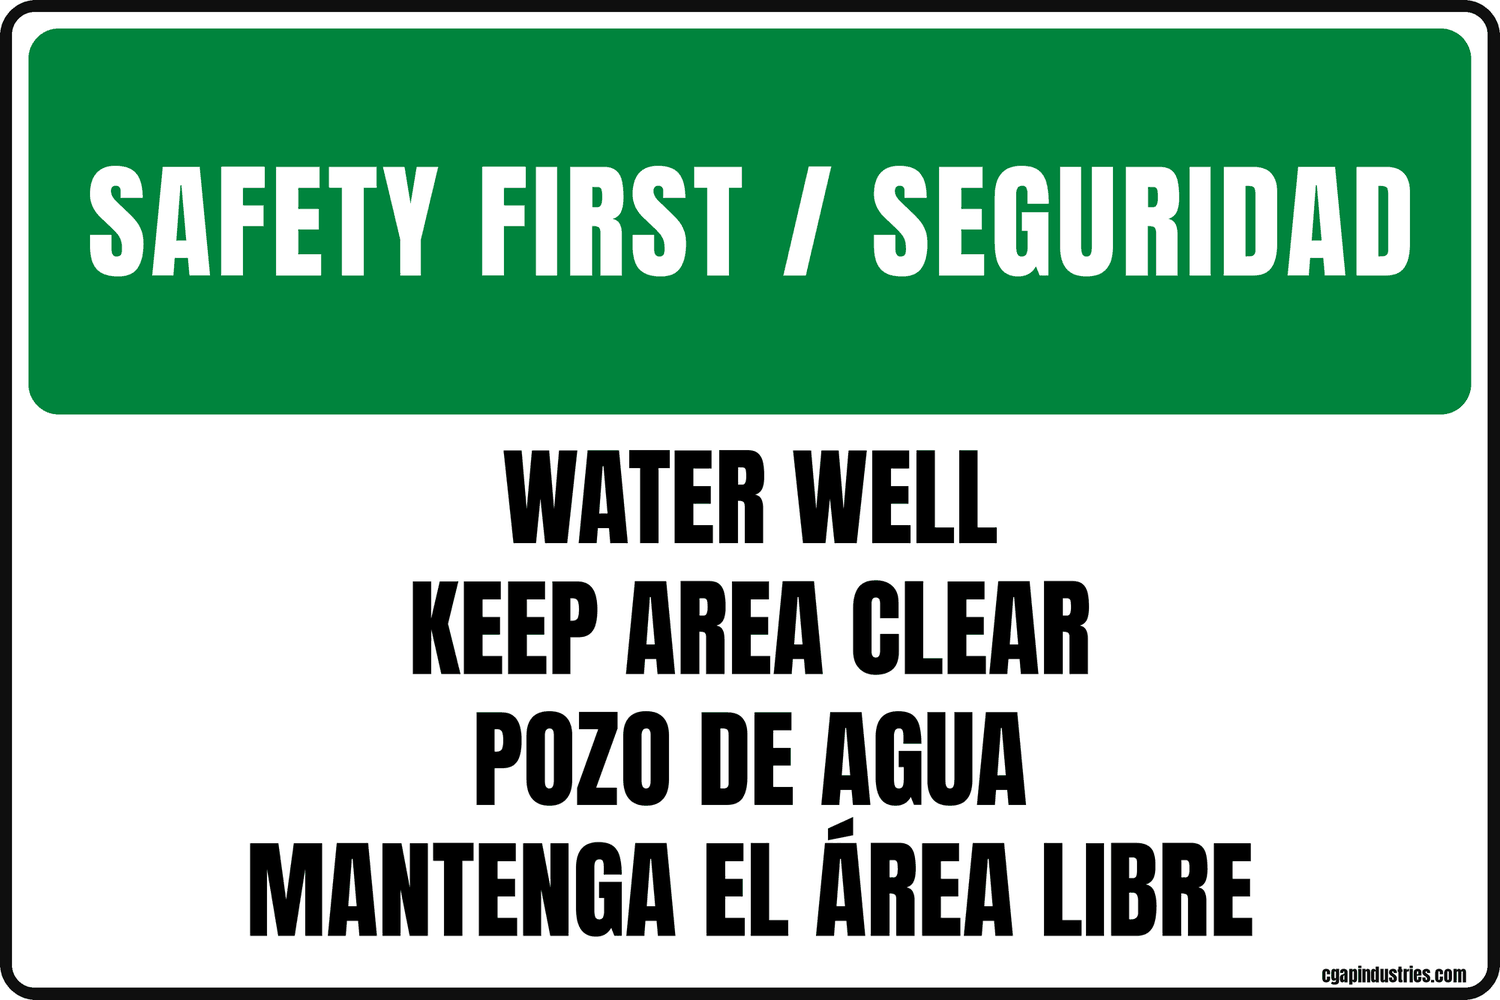 SAFETY FIRST / SEGURIDAD
WATER WELL
KEEP AREA CLEAR
POZO DE AGUA
MANTENGA EL ÁREA LIBRE
cgapindustries.com